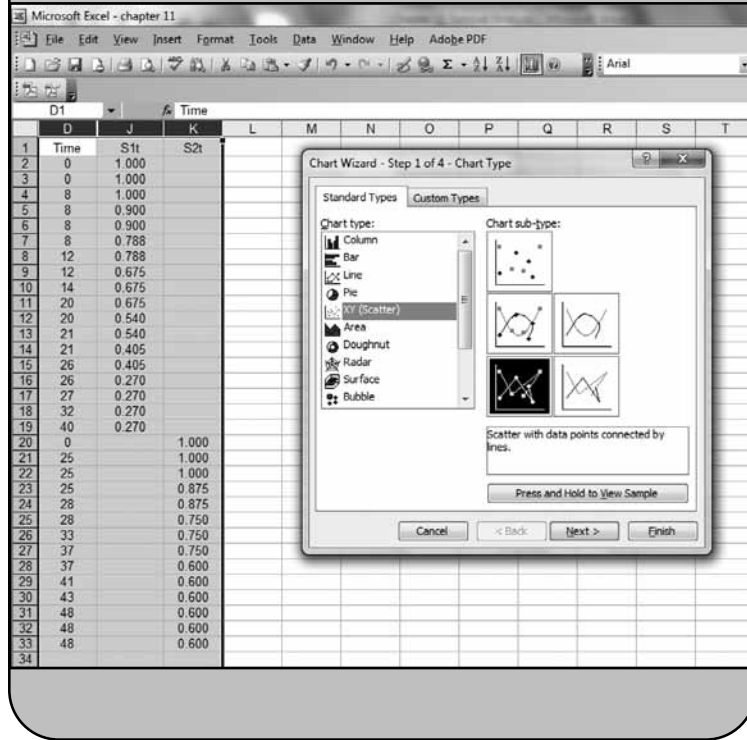 Microsoft Excel - chapter 11
File Edit View Insert Format Tools Data Window Help Adobe PDF
Arial
D1 fx Time
D J K L M N O P Q R S T
1 Time S1t S2t
2 0 1.000
3 0 1.000
4 8 1.000
5 8 0.900
6 8 0.900
7 8 0.788
8 12 0.788
9 12 0.675
10 14 0.675
11 20 0.675
12 20 0.540
13 21 0.540
14 21 0.405
15 26 0.405
16 26 0.270
17 27 0.270
18 32 0.270
19 40 0.270
20 0 1.000
21 25 1.000
22 25 1.000
23 25 0.875
24 28 0.875
25 28 0.750
26 33 0.750
27 37 0.750
28 37 0.600
29 41 0.600
30 43 0.600
31 48 0.600
32 48 0.600
33 48 0.600
34
Chart Wizard - Step 1 of 4 - Chart Type
Standard Types Custom Types
Chart type:
Column
Bar
Line
Pie
XY (Scatter)
Area
Doughnut
Radar
Surface
Bubble
Chart sub-type:
Scatter with data points connected by
lines.
Press and Hold to View Sample
Cancel < Back Next > Finish